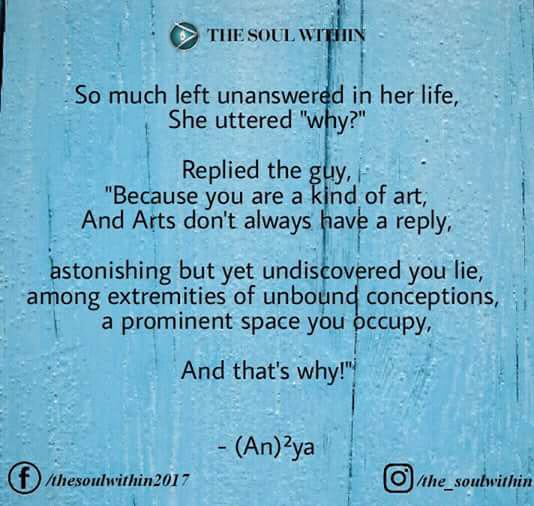 THE SOUL WITHIN
So much left unanswered in her life,
She uttered "why?"
Replied the guy,
"Because you are a kind of art,
And Arts don't always have a reply,
astonishing but yet undiscovered you lie,
among extremities of unbound conceptions,
a prominent space you occupy,
And that's why!"
- (An)²ya
/thesoulwithin2017
/the_soulwithin